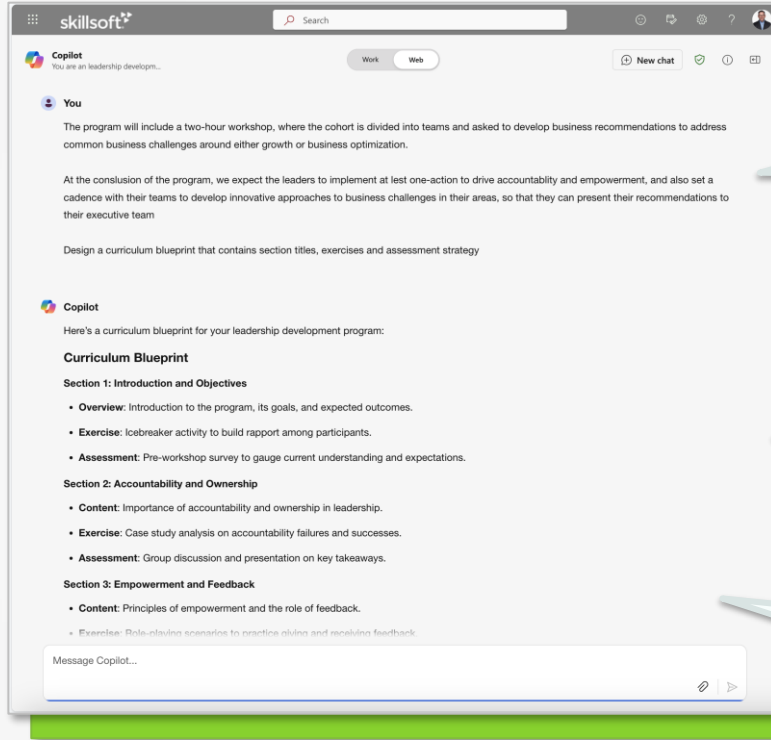 skillsoft
Search
?
Copilot
You are an leadership developm...
Work Web
New chat
You
The program will include a two-hour workshop, where the cohort is divided into teams and asked to develop business recommendations to address
common business challenges around either growth or business optimization.
At the conslusion of the program, we expect the leaders to implement at lest one-action to drive accountablity and empowerment, and also set a
cadence with their teams to develop innovative approaches to business challenges in their areas, so that they can present their recommendations to
their executive team
Design a curriculum blueprint that contains section titles, exercises and assessment strategy
Copilot
Here's a curriculum blueprint for your leadership development program:
Curriculum Blueprint
Section 1: Introduction and Objectives
• Overview: Introduction to the program, its goals, and expected outcomes.
• Exercise: Icebreaker activity to build rapport among participants.
• Assessment: Pre-workshop survey to gauge current understanding and expectations.
Section 2: Accountability and Ownership
• Content: Importance of accountability and ownership in leadership.
• Exercise: Case study analysis on accountability failures and successes.
• Assessment: Group discussion and presentation on key takeaways.
Section 3: Empowerment and Feedback
• Content: Principles of empowerment and the role of feedback.
• Exercise: Role-playing scenarios to practice giving and receiving feedback.
Message Copilot...